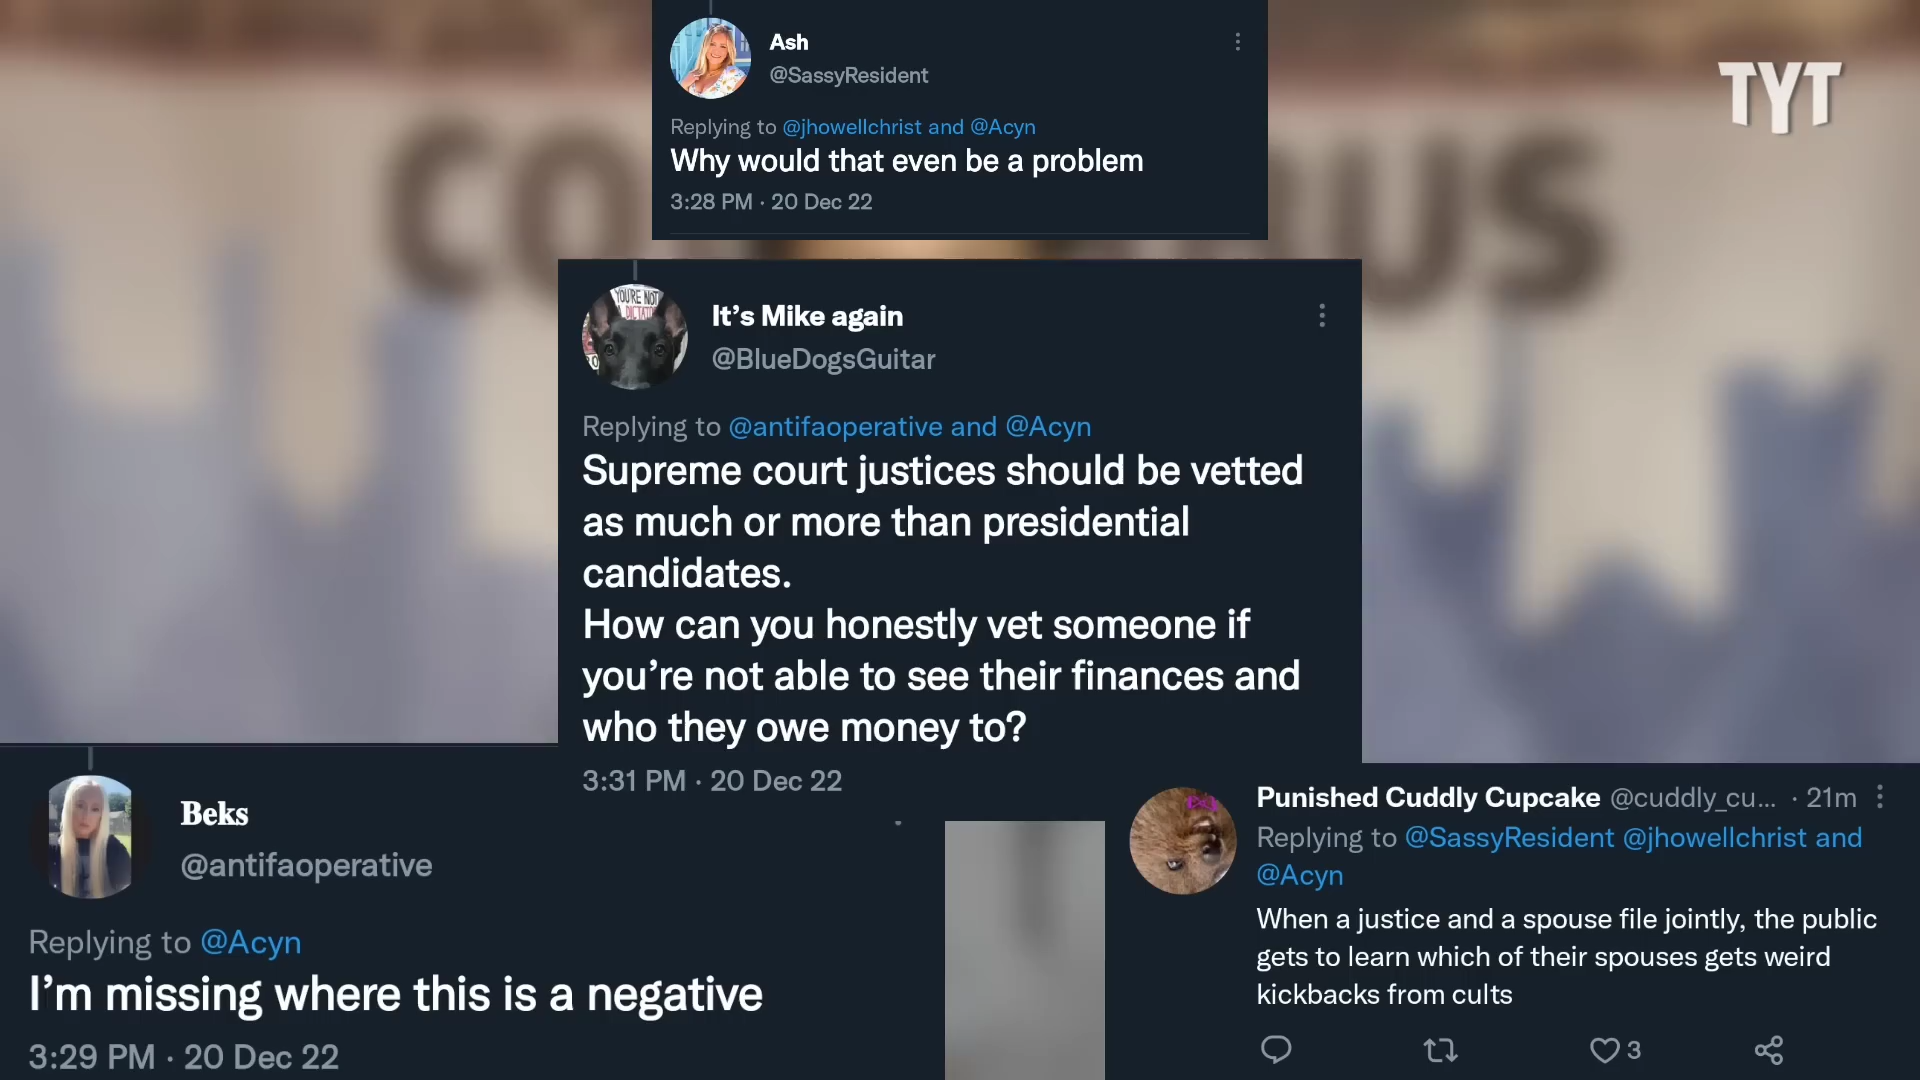 Ash
@SassyResident
Replying to @jhowellchrist and @Acyn
Why would that even be a problem
3:28 PM · 20 Dec 22
TYT
CO
US
YOU'RE NOT
It's Mike again
@BlueDogsGuitar
Replying to @antifaoperative and @Acyn
Supreme court justices should be vetted
as much or more than presidential
candidates.
How can you honestly vet someone if
you're not able to see their finances and
who they owe money to?
3:31 PM · 20 Dec 22
Beks
@antifaoperative
Replying to @Acyn
I'm missing where this is a negative
3:29 PM · 20 Dec 22
Punished Cuddly Cupcake @cuddly_cu... · 21m
Replying to @SassyResident @jhowellchrist and
@Acyn
When a justice and a spouse file jointly, the public
gets to learn which of their spouses gets weird
kickbacks from cults
3